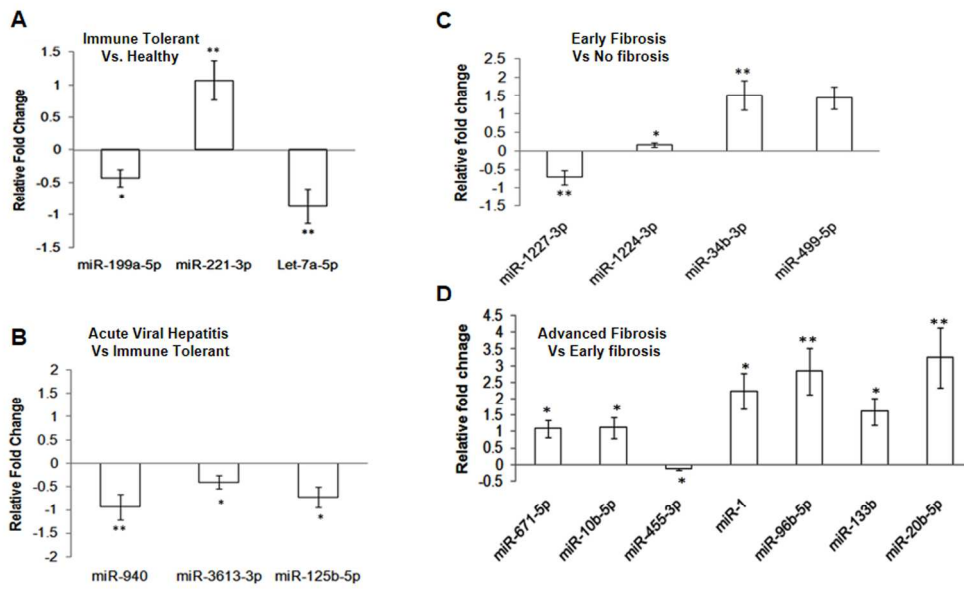 A
Immune Tolerant
Vs. Healthy
Relative Fold Change
1.5
1
0.5
0
-0.5
-1
-1.5
**
*
**
miR-199a-5p miR-221-3p Let-7a-5p
B
Acute Viral Hepatitis
Vs Immune Tolerant
Relative Fold Change
2
1.5
1
0.5
0
-0.5
-1
-1.5
-2
**
*
*
miR-940 miR-3613-3p miR-125b-5p
C
Early Fibrosis
Vs No fibrosis
Relative fold change
2.5
2
1.5
1
0.5
0
-0.5
-1
-1.5
**
*
**
miR-1227-3p
miR-1224-3p
miR-34b-3p
miR-499-5p
D
Advanced Fibrosis
Vs Early fibrosis
Relative fold chnage
4.5
4
3.5
3
2.5
2
1.5
1
0.5
0
-0.5
*
*
*
*
**
*
**
miR-671-5p
miR-10b-5p
miR-455-3p
miR-1
miR-96b-5p
miR-133b
miR-20b-5p